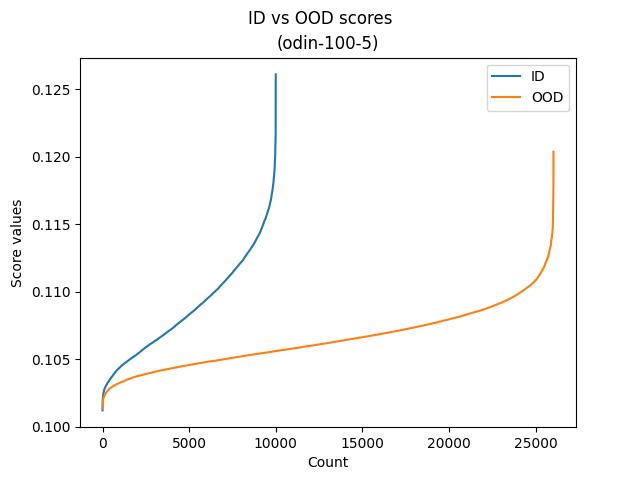 ID vs OOD scores
(odin-100-5)
ID
OOD
0.125
0.120
0.115
0.110
0.105
0.100
Score values
0 5000 10000 15000 20000 25000
Count